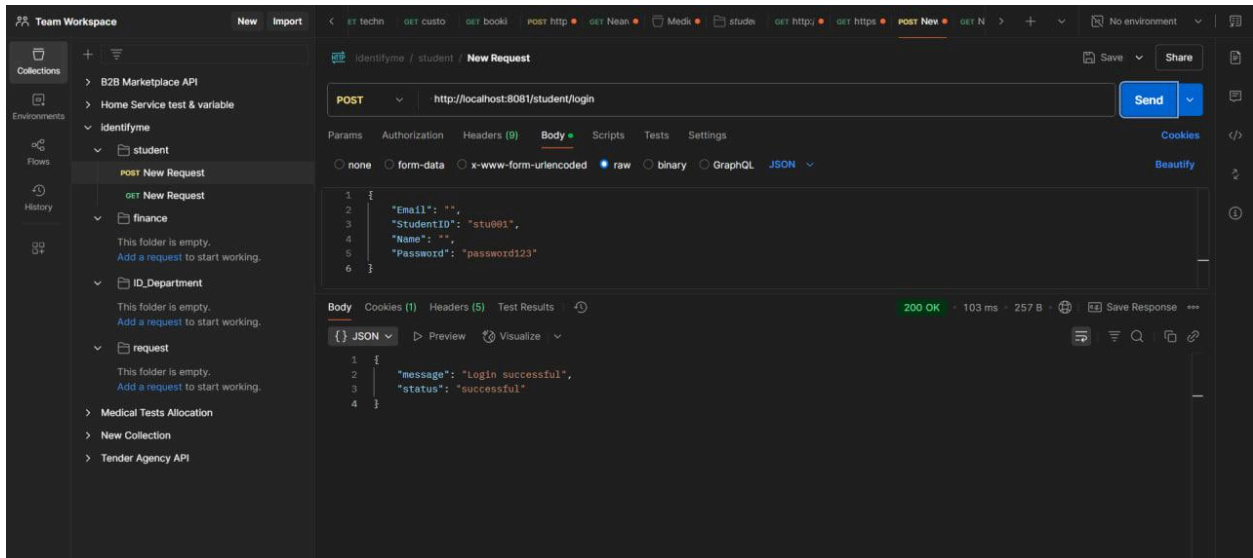 Team Workspace
New Import
ET techn GET custo GET booki POST http GET Near Medic studen GET http:/ GET https POST New GET N
No environment
Collections
Environments
Flows
History
B2B Marketplace API
Home Service test & variable
identifyme
student
POST New Request
GET New Request
finance
This folder is empty.
Add a request to start working.
ID_Department
This folder is empty.
Add a request to start working.
request
This folder is empty.
Add a request to start working.
Medical Tests Allocation
New Collection
Tender Agency API
HTTP identifyme / student / New Request
Save Share
POST http://localhost:8081/student/login
Send
Params Authorization Headers (9) Body Scripts Tests Settings
Cookies
none form-data x-www-form-urlencoded raw binary GraphQL JSON
Beautify
1 {
2 "Email": "",
3 "StudentID": "stu001",
4 "Name": "",
5 "Password": "password123"
6 }
Body Cookies (1) Headers (5) Test Results
200 OK 103 ms 257 B Save Response
{} JSON Preview Visualize
1 {
2 "message": "Login successful",
3 "status": "successful"
4 }